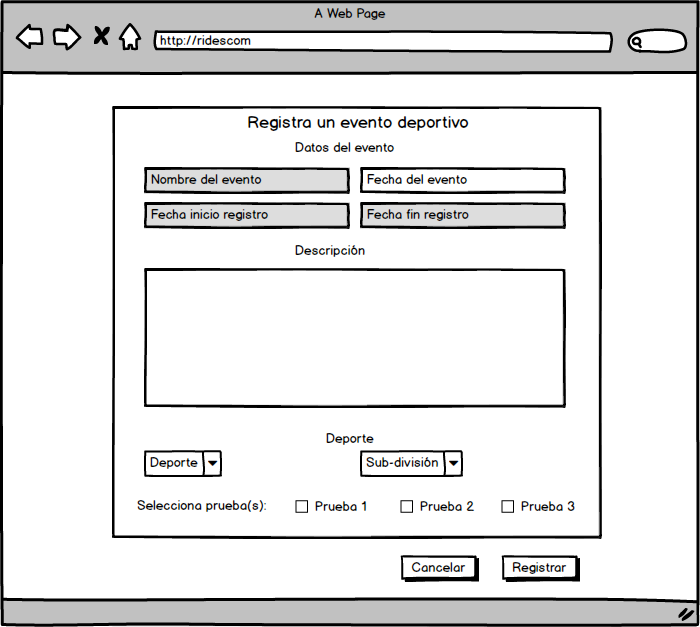 A Web Page
http://ridescom
Registra un evento deportivo
Datos del evento
Nombre del evento Fecha del evento
Fecha inicio registro Fecha fin registro
Descripción
Deporte
Deporte Sub-división
Selecciona prueba(s): Prueba 1 Prueba 2 Prueba 3
Cancelar Registrar